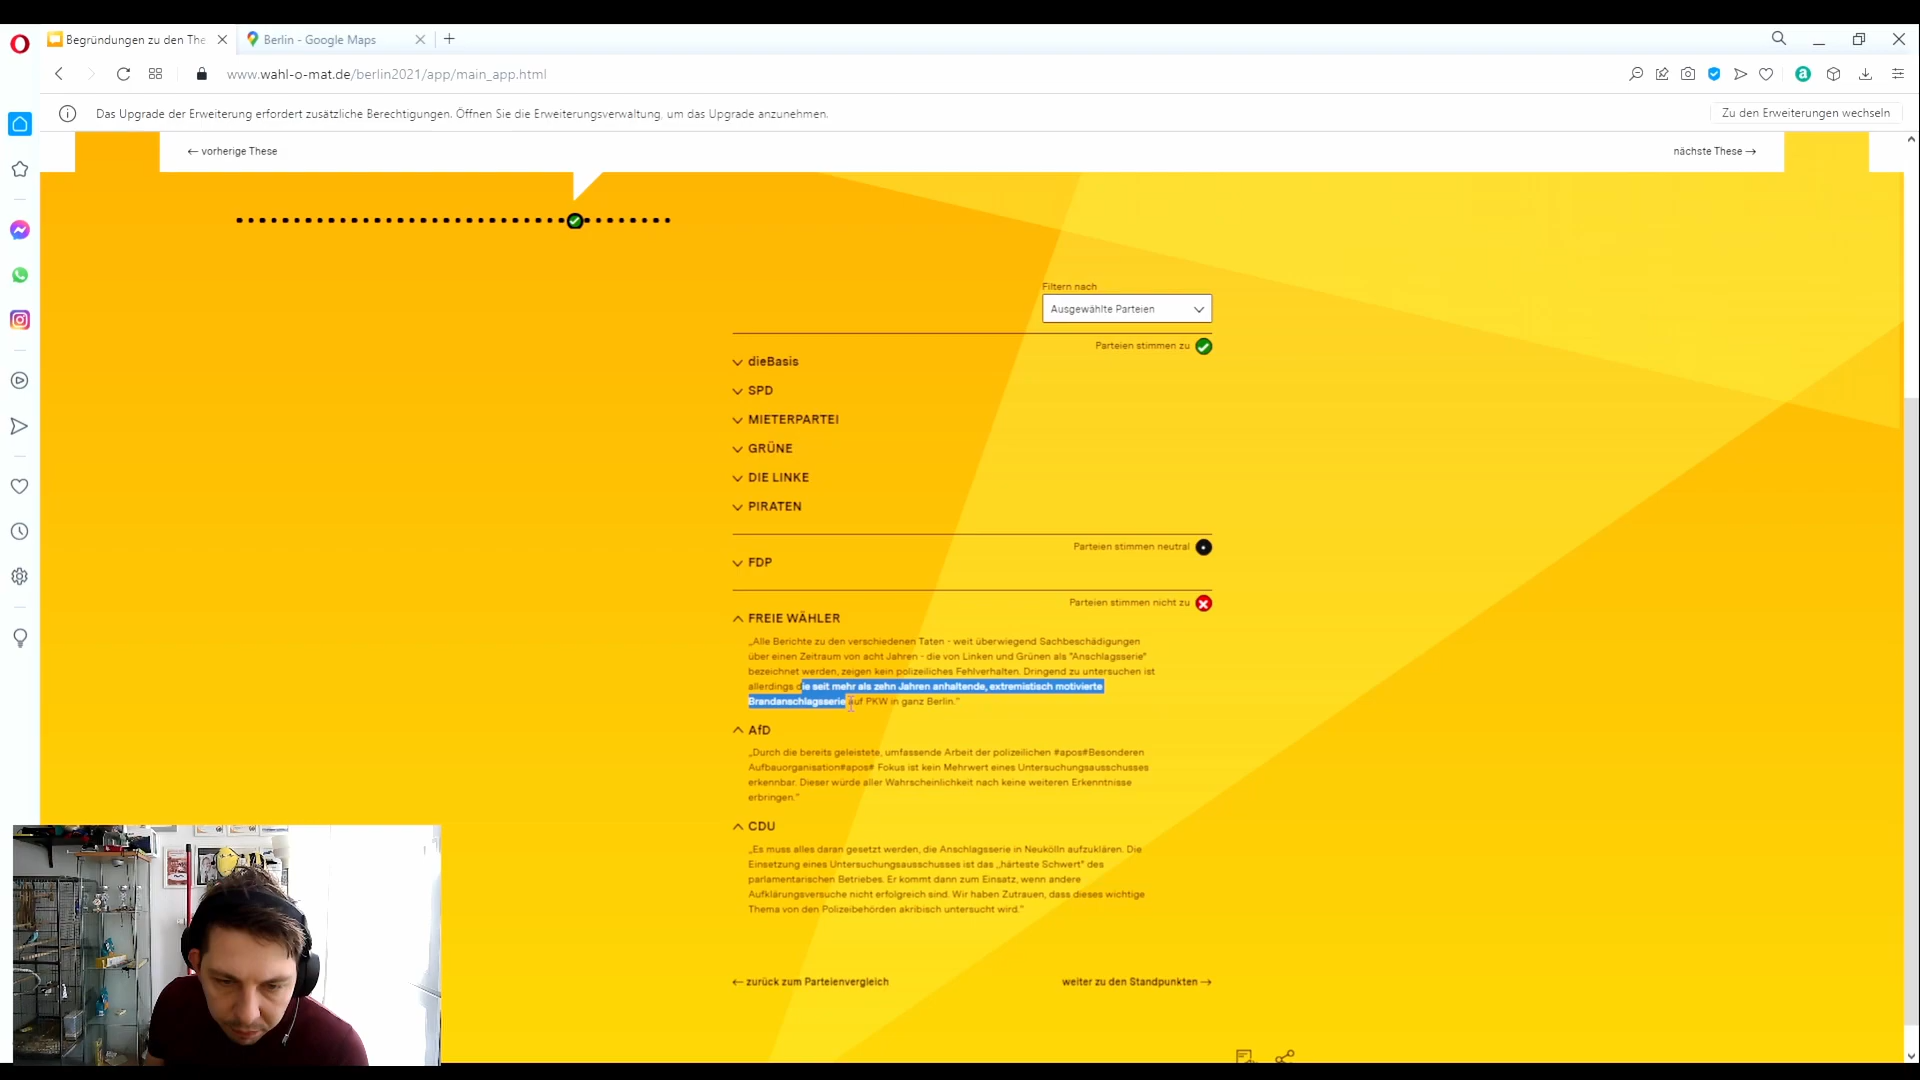 Begründungen zu den The
Berlin - Google Maps
www.wahl-o-mat.de/berlin2021/app/main_app.html
Das Upgrade der Erweiterung erfordert zusätzliche Berechtigungen. Öffnen Sie die Erweiterungsverwaltung, um das Upgrade anzunehmen.
Zu den Erweiterungen wechseln
← vorherige These
nächste These →
Filtern nach
Ausgewählte Parteien
Parteien stimmen zu
dieBasis
SPD
MIETERPARTEI
GRÜNE
DIE LINKE
PIRATEN
Parteien stimmen neutral
FDP
Parteien stimmen nicht zu
FREIE WÄHLER
„Alle Berichte zu den verschiedenen Taten - weit überwiegend Sachbeschädigungen
über einen Zeitraum von acht Jahren - die von Linken und Grünen als "Anschlagsserie"
bezeichnet werden, zeigen kein polizeiliches Fehlverhalten. Dringend zu untersuchen ist
allerdings die seit mehr als zehn Jahren anhaltende, extremistisch motivierte
Brandanschlagsserie auf PKW in ganz Berlin."
AfD
„Durch die bereits geleistete, umfassende Arbeit der polizeilichen #apos#Besonderen
Aufbauorganisation#apos# Fokus ist kein Mehrwert eines Untersuchungsausschusses
erkennbar. Dieser würde aller Wahrscheinlichkeit nach keine weiteren Erkenntnisse
erbringen."
CDU
„Es muss alles daran gesetzt werden, die Anschlagsserie in Neukölln aufzuklären. Die
Einsetzung eines Untersuchungsausschusses ist das „härteste Schwert" des
parlamentarischen Betriebes. Er kommt dann zum Einsatz, wenn andere
Aufklärungsversuche nicht erfolgreich sind. Wir haben Zutrauen, dass dieses wichtige
Thema von den Polizeibehörden akribisch untersucht wird."
← zurück zum Parteienvergleich
weiter zu den Standpunkten →